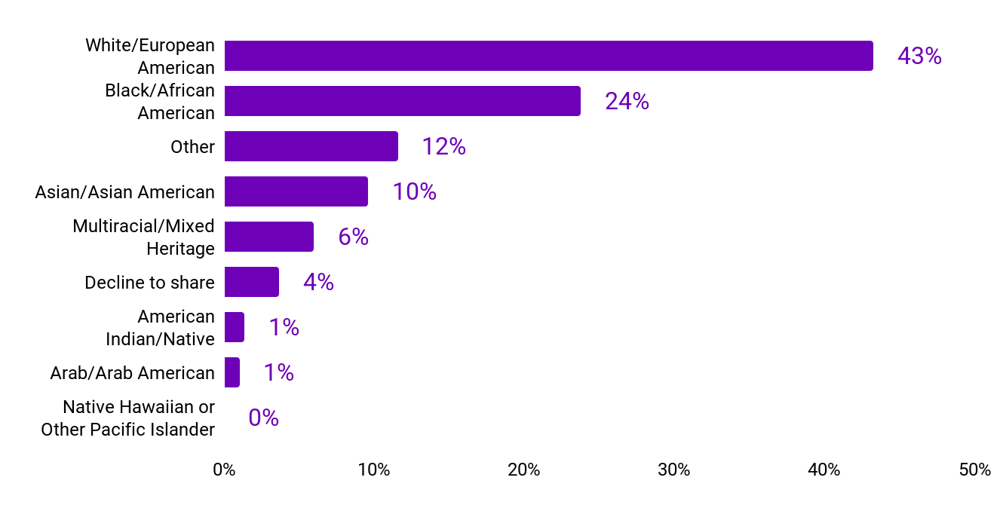 White/European
American
43%
Black/African
American
24%
Other
12%
Asian/Asian American
10%
Multiracial/Mixed
Heritage
6%
Decline to share
4%
American
Indian/Native
1%
Arab/Arab American
1%
Native Hawaiian or
Other Pacific Islander
0%
0% 10% 20% 30% 40% 50%